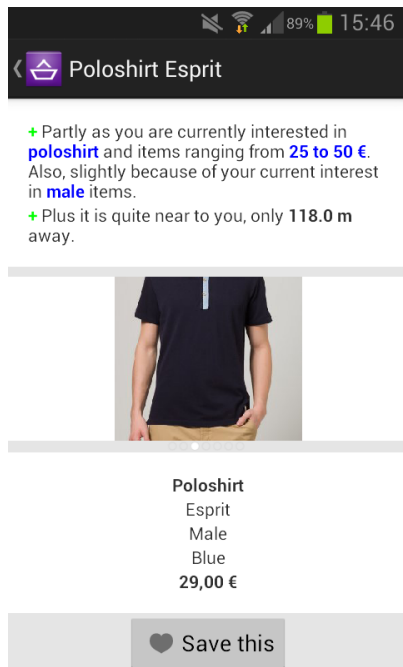 89% 15:46
Poloshirt Esprit
+ Partly as you are currently interested in
poloshirt and items ranging from 25 to 50 €.
Also, slightly because of your current interest
in male items.
+ Plus it is quite near to you, only 118.0 m
away.
Poloshirt
Esprit
Male
Blue
29,00 €
Save this